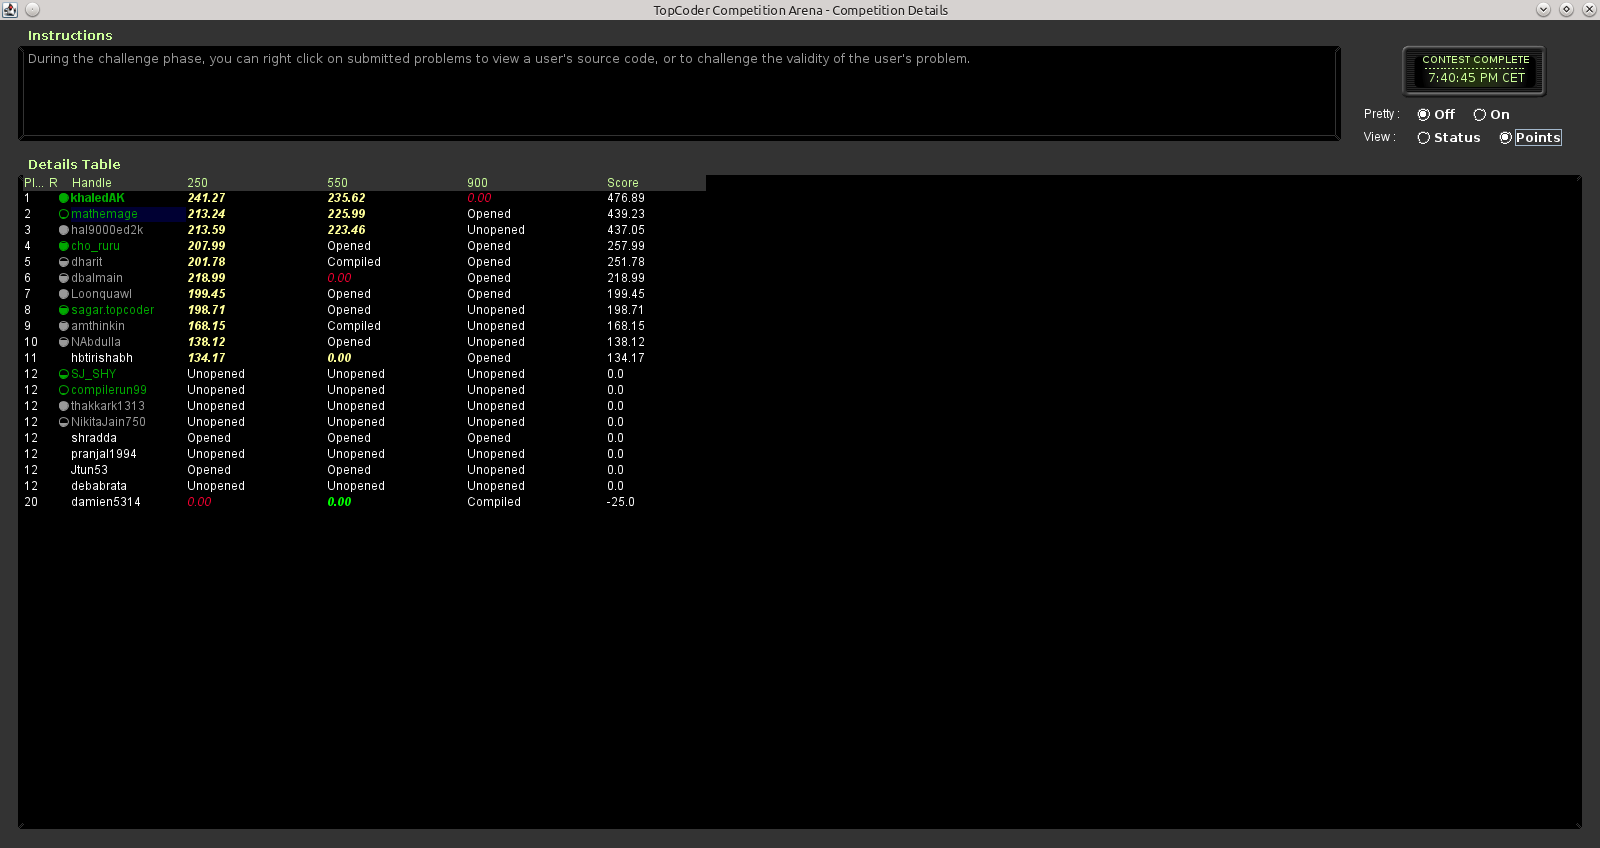 TopCoder Competition Arena - Competition Details
Instructions
During the challenge phase, you can right click on submitted problems to view a user's source code, or to challenge the validity of the user's problem.
CONTEST COMPLETE
7:40:45 PM CET
Pretty : Off On
View : Status Points
Details Table
Pl... R Handle 250 550 900 Score
1 khaledAK 241.27 235.62 0.00 476.89
2 mathemage 213.24 225.99 Opened 439.23
3 hal9000ed2k 213.59 223.46 Unopened 437.05
4 cho_ruru 207.99 Opened Opened 257.99
5 dharit 201.78 Compiled Opened 251.78
6 dbalmain 218.99 0.00 Opened 218.99
7 Loonquawl 199.45 Opened Opened 199.45
8 sagar.topcoder 198.71 Opened Unopened 198.71
9 amthinkin 168.15 Compiled Unopened 168.15
10 NAbdulla 138.12 Opened Unopened 138.12
11 hbtirishabh 134.17 0.00 Opened 134.17
12 SJ_SHY Unopened Unopened Unopened 0.0
12 compilerun99 Unopened Unopened Unopened 0.0
12 thakkark1313 Unopened Unopened Unopened 0.0
12 NikitaJain750 Unopened Unopened Unopened 0.0
12 shradda Opened Opened Opened 0.0
12 pranjal1994 Unopened Unopened Unopened 0.0
12 Jtun53 Opened Opened Unopened 0.0
12 debabrata Unopened Unopened Unopened 0.0
20 damien5314 0.00 0.00 Compiled -25.0